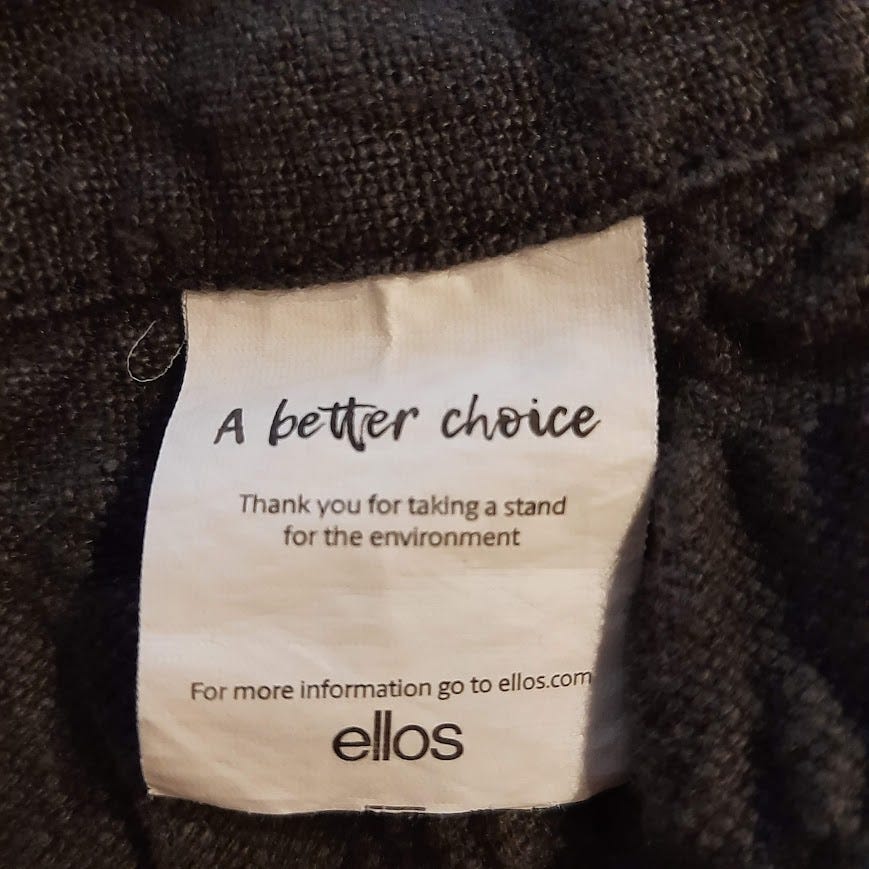 A better choice
Thank you for taking a stand
for the environment
For more information go to ellos.com
ellos